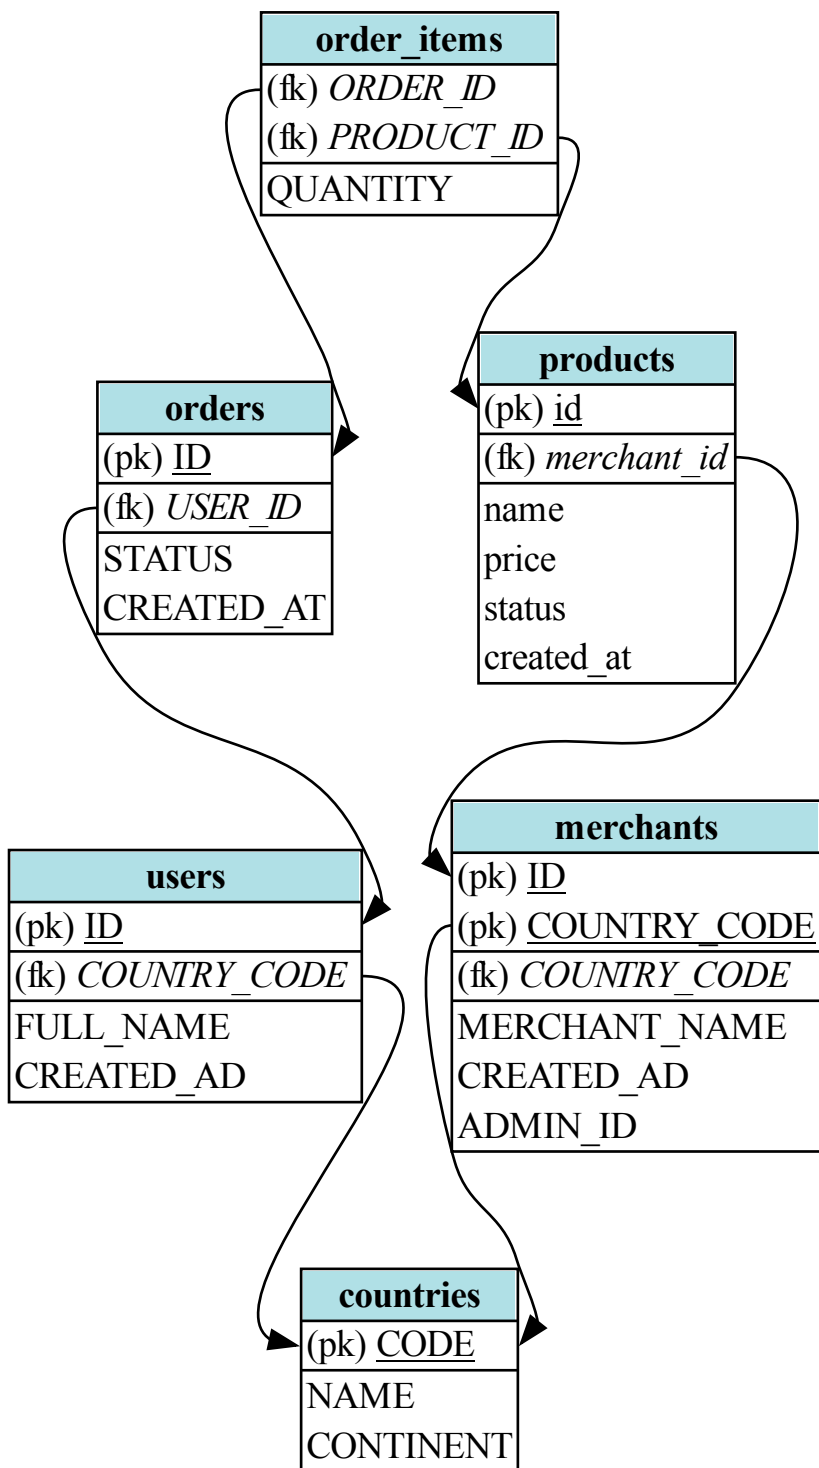 order_items
(fk) ORDER_ID
(fk) PRODUCT_ID
QUANTITY
products
(pk) id
(fk) merchant_id
name
price
status
created_at
orders
(pk) ID
(fk) USER_ID
STATUS
CREATED_AT
merchants
(pk) ID
(pk) COUNTRY_CODE
(fk) COUNTRY_CODE
MERCHANT_NAME
CREATED_AD
ADMIN_ID
users
(pk) ID
(fk) COUNTRY_CODE
FULL_NAME
CREATED_AD
countries
(pk) CODE
NAME
CONTINENT